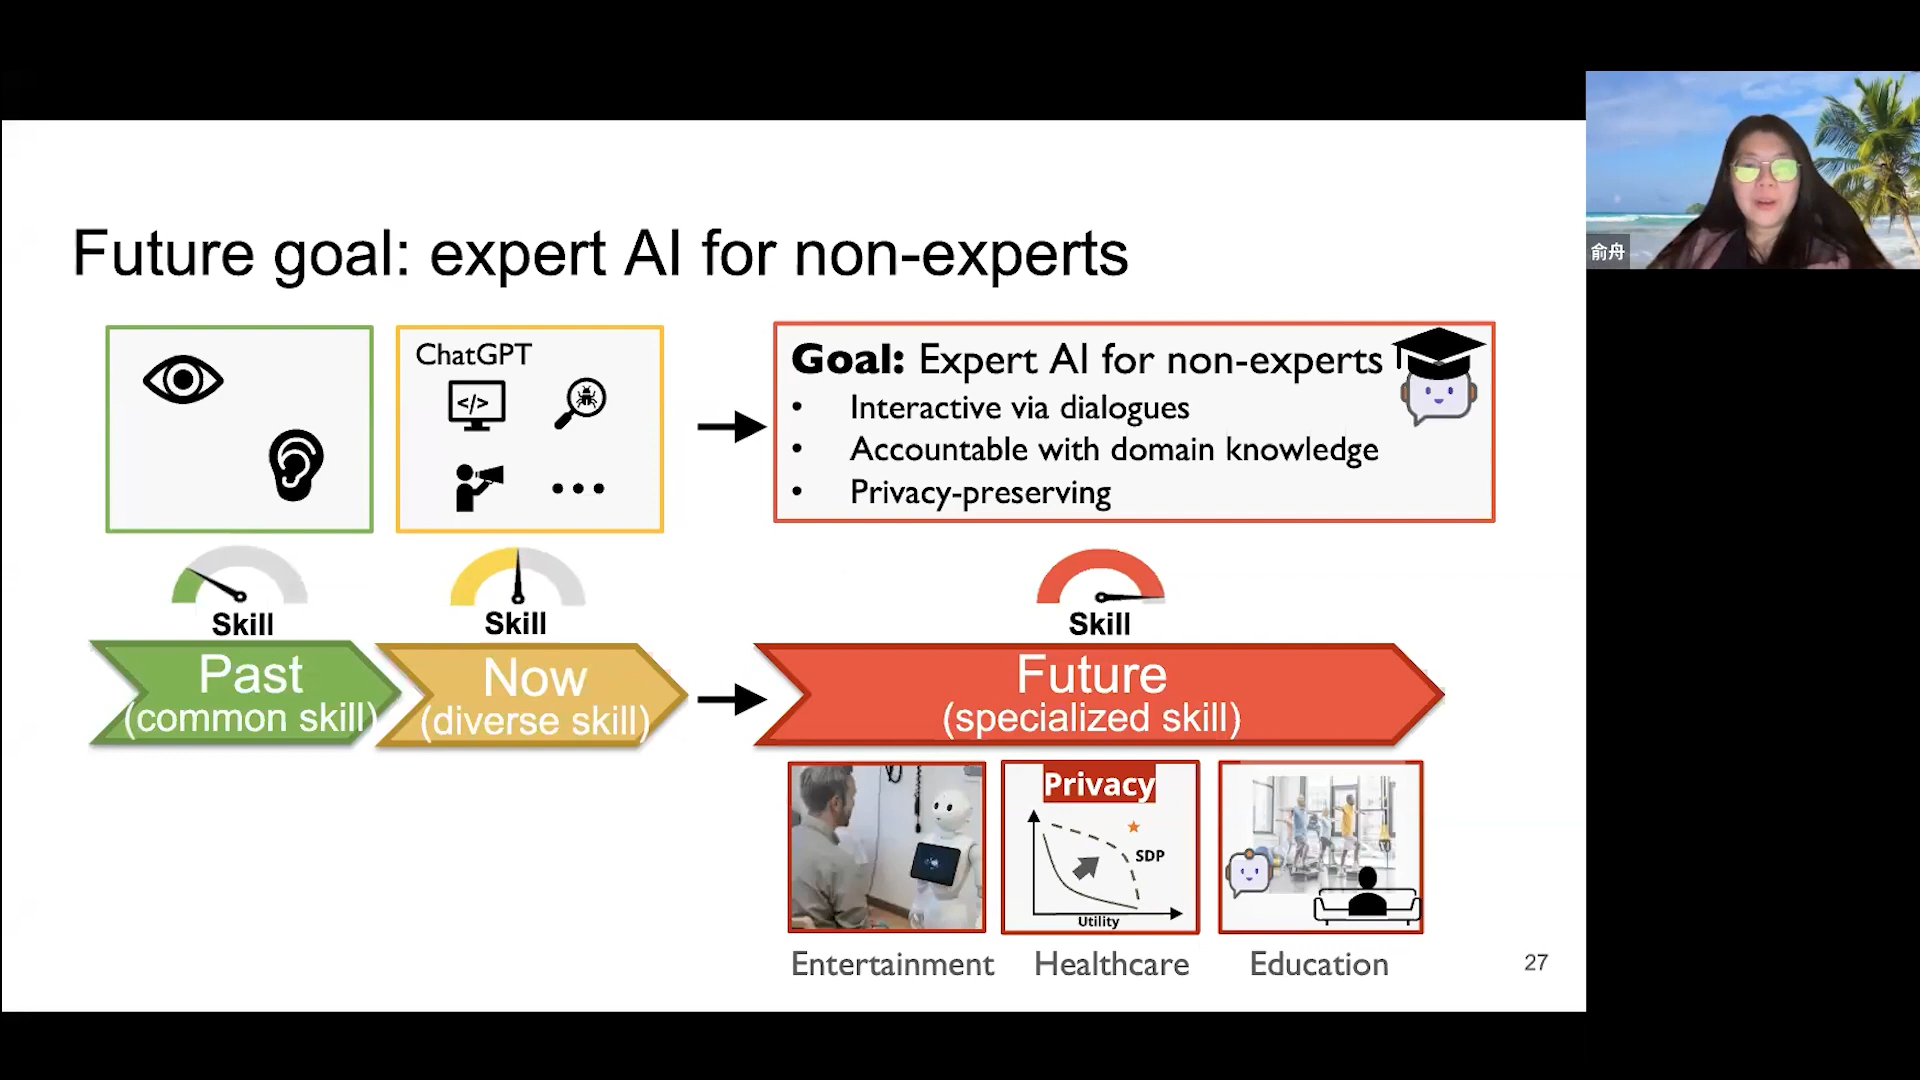 Future goal: expert AI for non-experts
ChatGPT
</>
Goal: Expert AI for non-experts
• Interactive via dialogues
• Accountable with domain knowledge
• Privacy-preserving
Skill
Skill
Skill
Past
(common skill)
Now
(diverse skill)
Future
(specialized skill)
Privacy
SDP
Utility
Entertainment
Healthcare
Education
27
俞舟